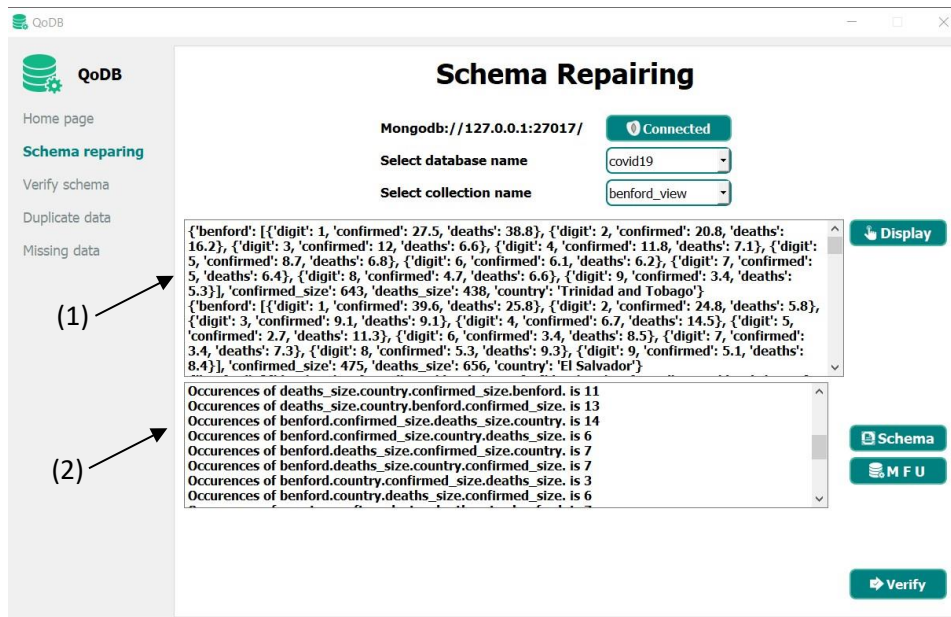 QoDB
QoDB
Home page
Schema reparing
Verify schema
Duplicate data
Missing data
Schema Repairing
Mongodb://127.0.0.1:27017/
Connected
Select database name
covid19
Select collection name
benford_view
{'benford': [{'digit': 1, 'confirmed': 27.5, 'deaths': 38.8}, {'digit': 2, 'confirmed': 20.8, 'deaths':
16.2}, {'digit': 3, 'confirmed': 12, 'deaths': 6.6}, {'digit': 4, 'confirmed': 11.8, 'deaths': 7.1}, {'digit':
5, 'confirmed': 8.7, 'deaths': 6.8}, {'digit': 6, 'confirmed': 6.1, 'deaths': 6.2}, {'digit': 7, 'confirmed':
5, 'deaths': 6.4}, {'digit': 8, 'confirmed': 4.7, 'deaths': 6.6}, {'digit': 9, 'confirmed': 3.4, 'deaths':
5.3}], 'confirmed_size': 643, 'deaths_size': 438, 'country': 'Trinidad and Tobago'}
{'benford': [{'digit': 1, 'confirmed': 39.6, 'deaths': 25.8}, {'digit': 2, 'confirmed': 24.8, 'deaths': 5.8},
{'digit': 3, 'confirmed': 9.1, 'deaths': 9.1}, {'digit': 4, 'confirmed': 6.7, 'deaths': 14.5}, {'digit': 5,
'confirmed': 2.7, 'deaths': 11.3}, {'digit': 6, 'confirmed': 3.4, 'deaths': 8.5}, {'digit': 7, 'confirmed':
3.4, 'deaths': 7.3}, {'digit': 8, 'confirmed': 5.3, 'deaths': 9.3}, {'digit': 9, 'confirmed': 5.1, 'deaths':
8.4}], 'confirmed_size': 475, 'deaths_size': 656, 'country': 'El Salvador'}
Display
(1)
Occurences of deaths_size.country.confirmed_size.benford. is 11
Occurences of deaths_size.country.benford.confirmed_size. is 13
Occurences of benford.confirmed_size.deaths_size.country. is 14
Occurences of benford.confirmed_size.country.deaths_size. is 6
Occurences of benford.deaths_size.confirmed_size.country. is 7
Occurences of benford.deaths_size.country.confirmed_size. is 7
Occurences of benford.country.confirmed_size.deaths_size. is 3
Occurences of benford.country.deaths_size.confirmed_size. is 6
(2)
Schema
M F U
Verify